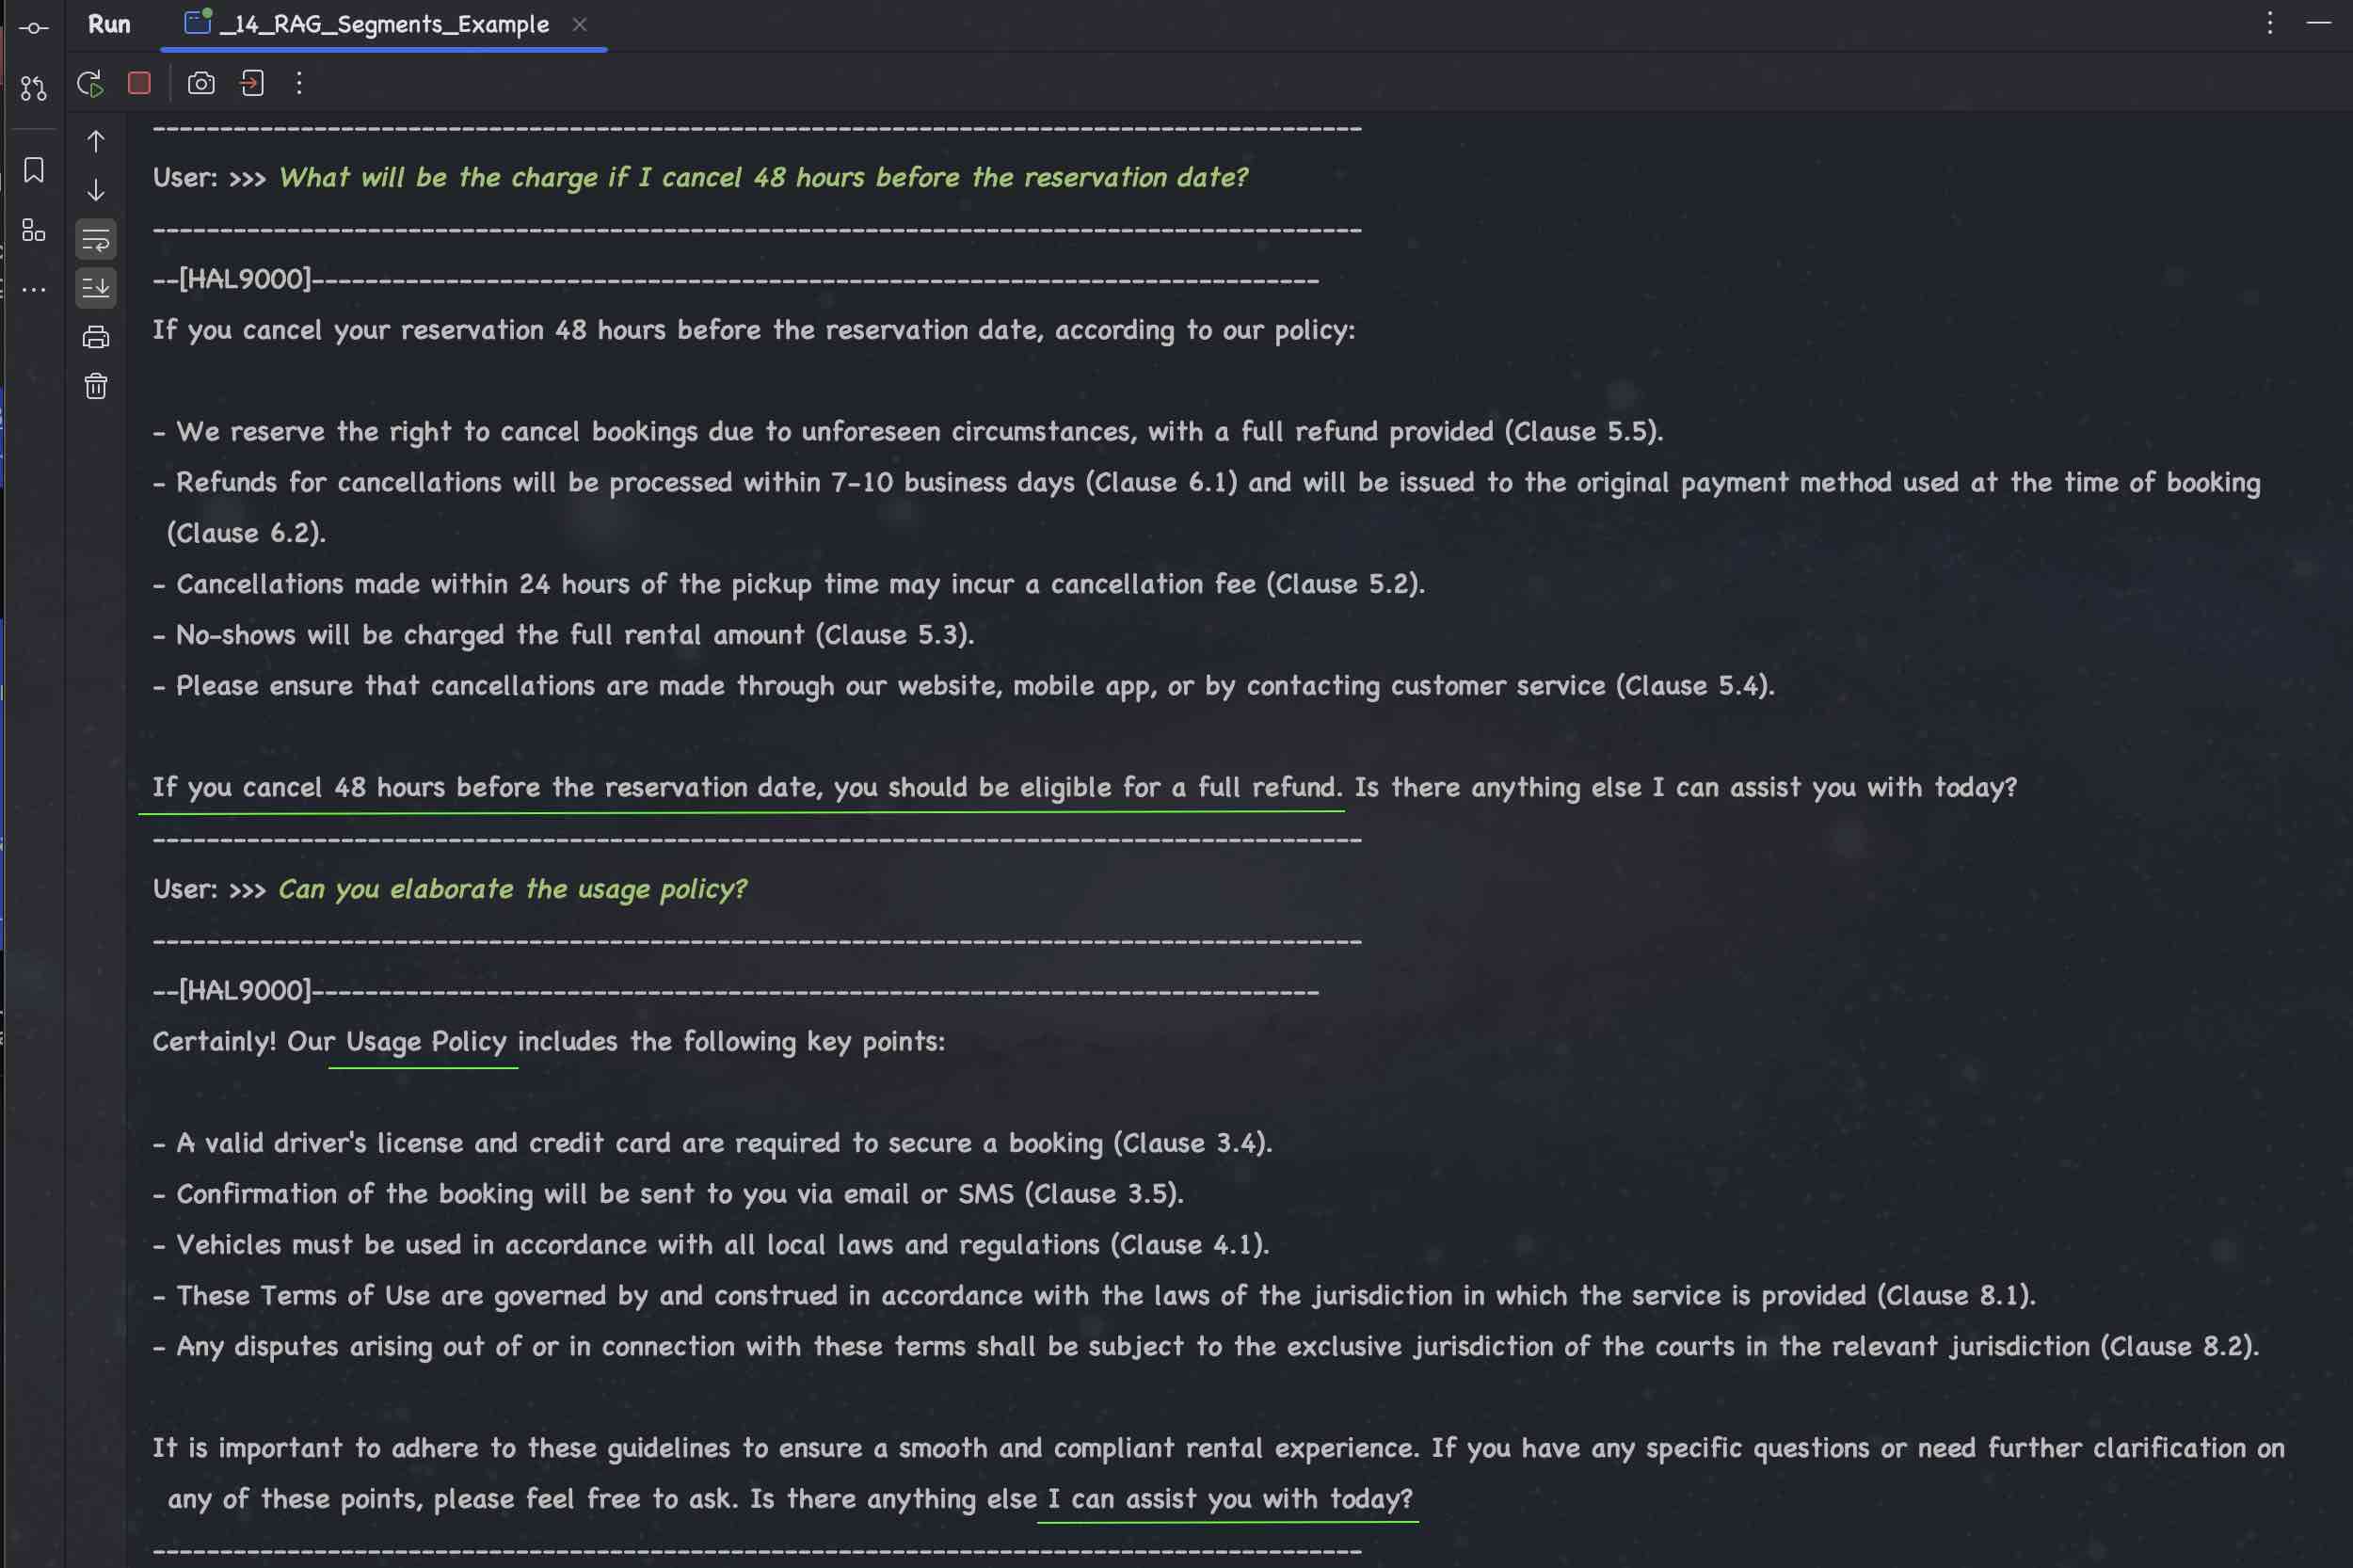 Run _14_RAG_Segments_Example
------------------------------------------------------------------------------------------
User: >>> What will be the charge if I cancel 48 hours before the reservation date?
------------------------------------------------------------------------------------------
--[HAL9000]---------------------------------------------------------------------------
If you cancel your reservation 48 hours before the reservation date, according to our policy:
- We reserve the right to cancel bookings due to unforeseen circumstances, with a full refund provided (Clause 5.5).
- Refunds for cancellations will be processed within 7-10 business days (Clause 6.1) and will be issued to the original payment method used at the time of booking
(Clause 6.2).
- Cancellations made within 24 hours of the pickup time may incur a cancellation fee (Clause 5.2).
- No-shows will be charged the full rental amount (Clause 5.3).
- Please ensure that cancellations are made through our website, mobile app, or by contacting customer service (Clause 5.4).
If you cancel 48 hours before the reservation date, you should be eligible for a full refund. Is there anything else I can assist you with today?
------------------------------------------------------------------------------------------
User: >>> Can you elaborate the usage policy?
------------------------------------------------------------------------------------------
--[HAL9000]---------------------------------------------------------------------------
Certainly! Our Usage Policy includes the following key points:
- A valid driver's license and credit card are required to secure a booking (Clause 3.4).
- Confirmation of the booking will be sent to you via email or SMS (Clause 3.5).
- Vehicles must be used in accordance with all local laws and regulations (Clause 4.1).
- These Terms of Use are governed by and construed in accordance with the laws of the jurisdiction in which the service is provided (Clause 8.1).
- Any disputes arising out of or in connection with these terms shall be subject to the exclusive jurisdiction of the courts in the relevant jurisdiction (Clause 8.2).
It is important to adhere to these guidelines to ensure a smooth and compliant rental experience. If you have any specific questions or need further clarification on
any of these points, please feel free to ask. Is there anything else I can assist you with today?
------------------------------------------------------------------------------------------